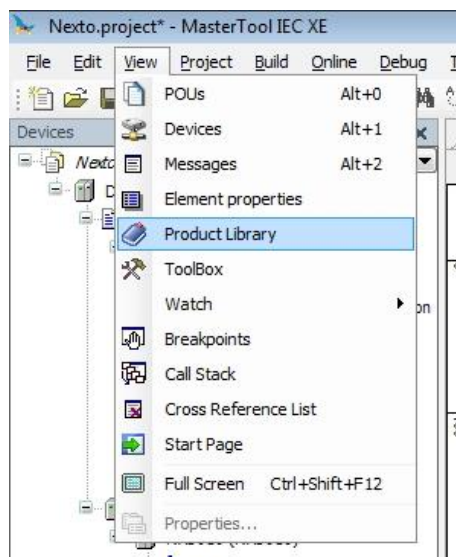 Nexto.project* - MasterTool IEC XE
File Edit View Project Build Online Debug
Devices
POUs Alt+0
Devices Alt+1
Messages Alt+2
Element properties
Product Library
ToolBox
Watch
Breakpoints
Call Stack
Cross Reference List
Start Page
Full Screen Ctrl+Shift+F12
Properties...